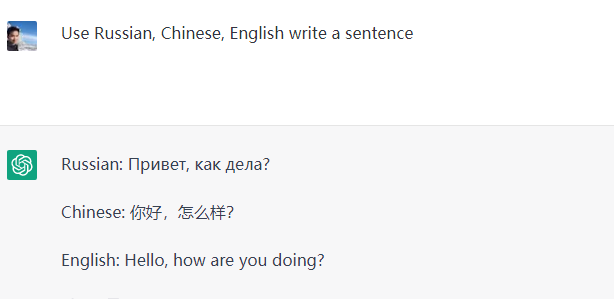 Use Russian, Chinese, English write a sentence
Russian: Привет, как дела?
Chinese: 你好，怎么样？
English: Hello, how are you doing?